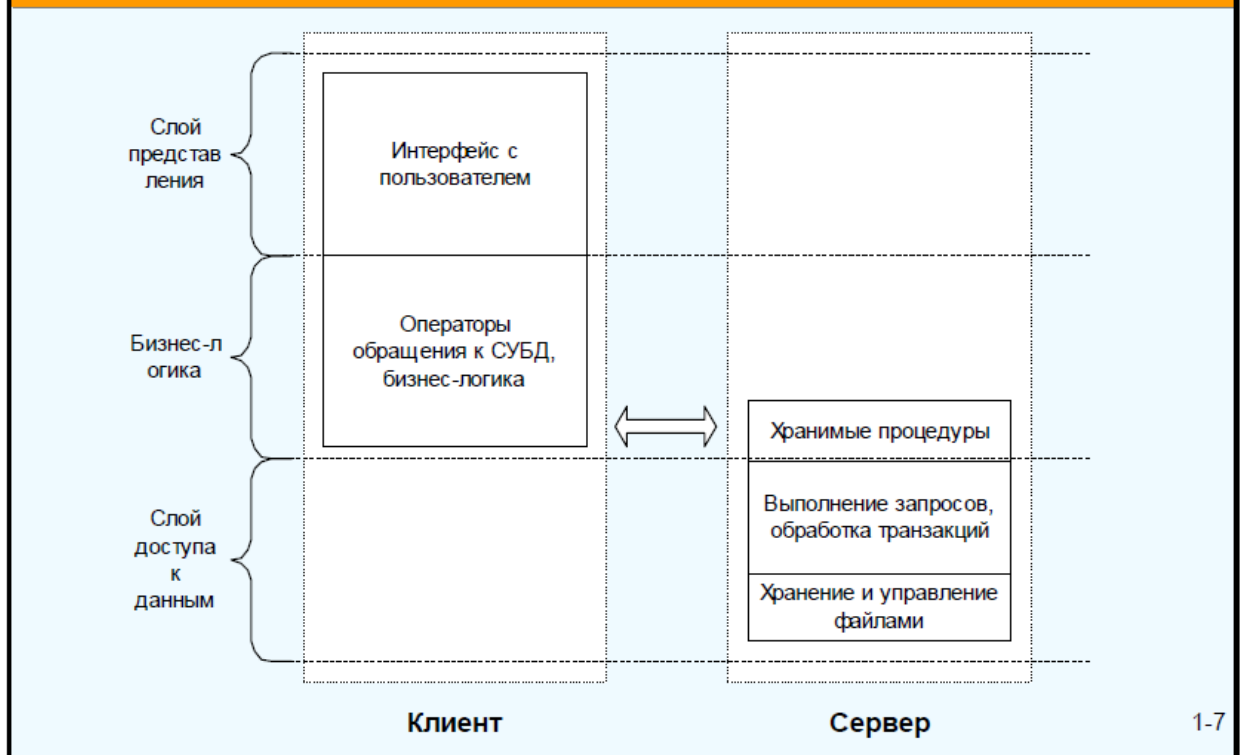 Слой
представ
ления
Интерфейс с
пользователем
Бизнес-л
огика
Операторы
обращения к СУБД,
бизнес-логика
Хранимые процедуры
Слой
доступа
к
данным
Выполнение запросов,
обработка транзакций
Хранение и управление
файлами
Клиент
Сервер
1-7